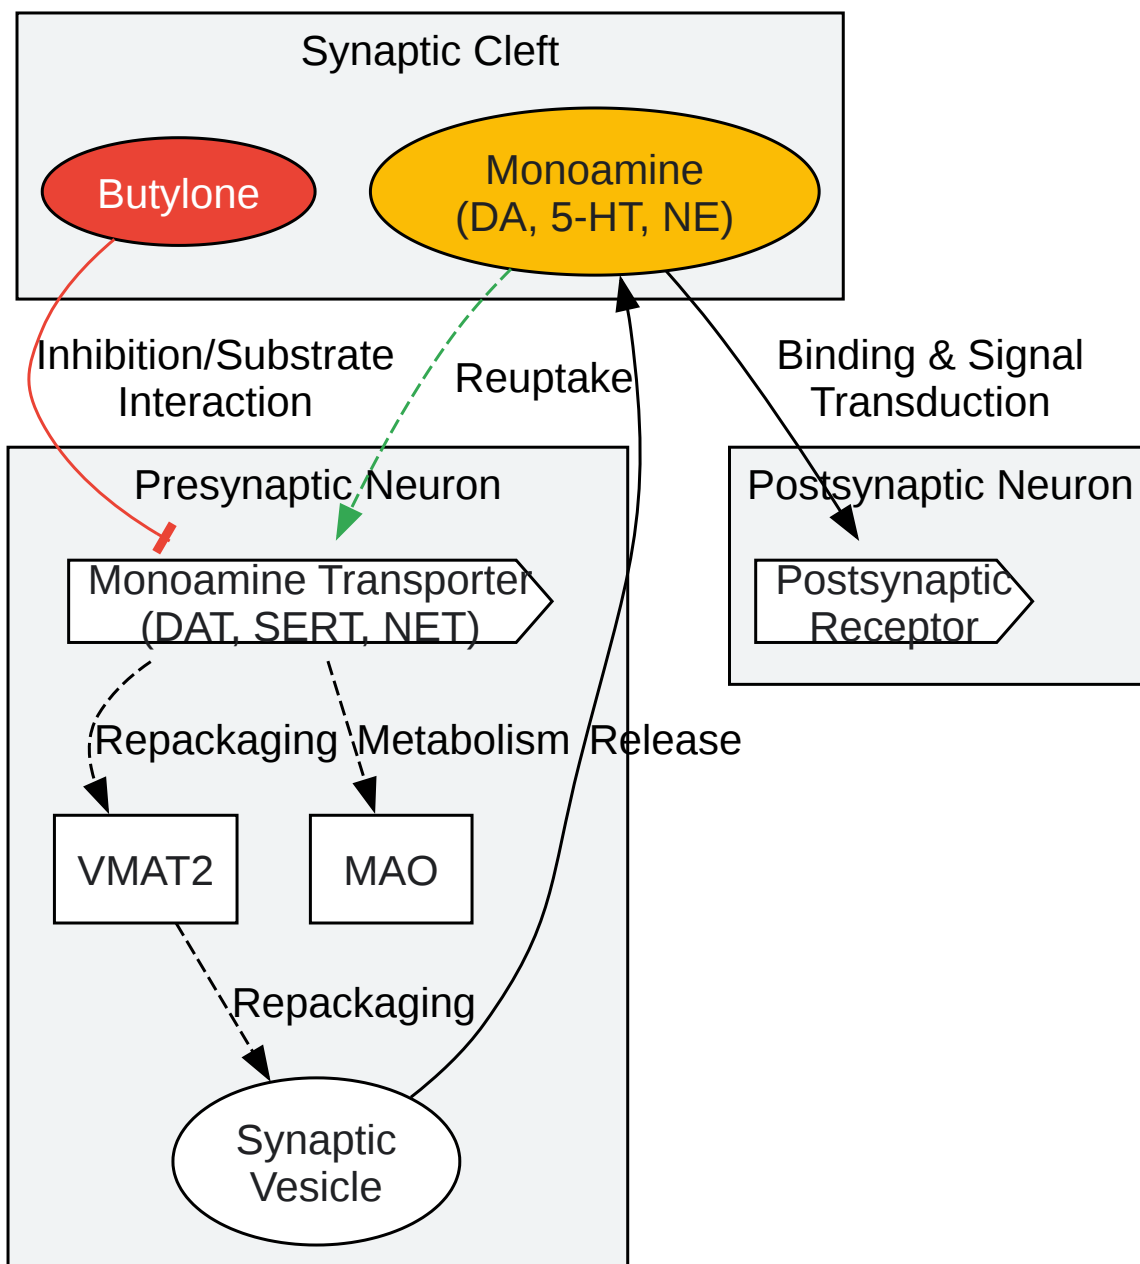 Synaptic Cleft
Butylone
Monoamine
(DA, 5-HT, NE)
Inhibition/Substrate
Interaction
Reuptake
Binding & Signal
Transduction
Presynaptic Neuron
Postsynaptic Neuron
Monoamine Transporter
(DAT, SERT, NET)
Postsynaptic
Receptor
Repackaging
Metabolism
Release
VMAT2
MAO
Repackaging
Synaptic
Vesicle